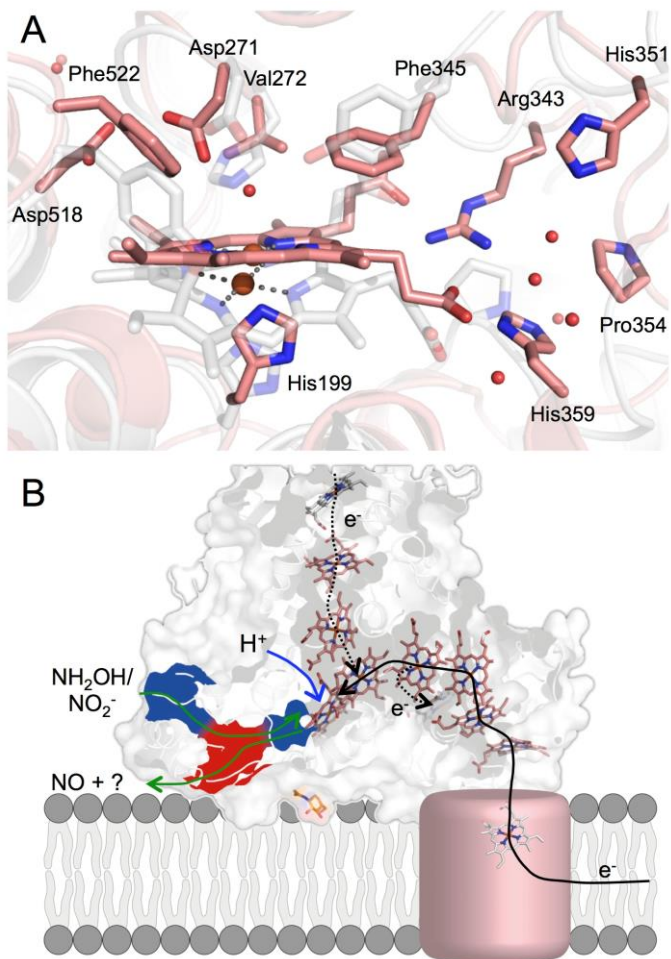 A
Asp271
Phe522
Val272
Phe345
His351
Arg343
Asp518
His199
Pro354
His359
B
e-
H+
NH2OH/
NO2-
e-
NO + ?
e-